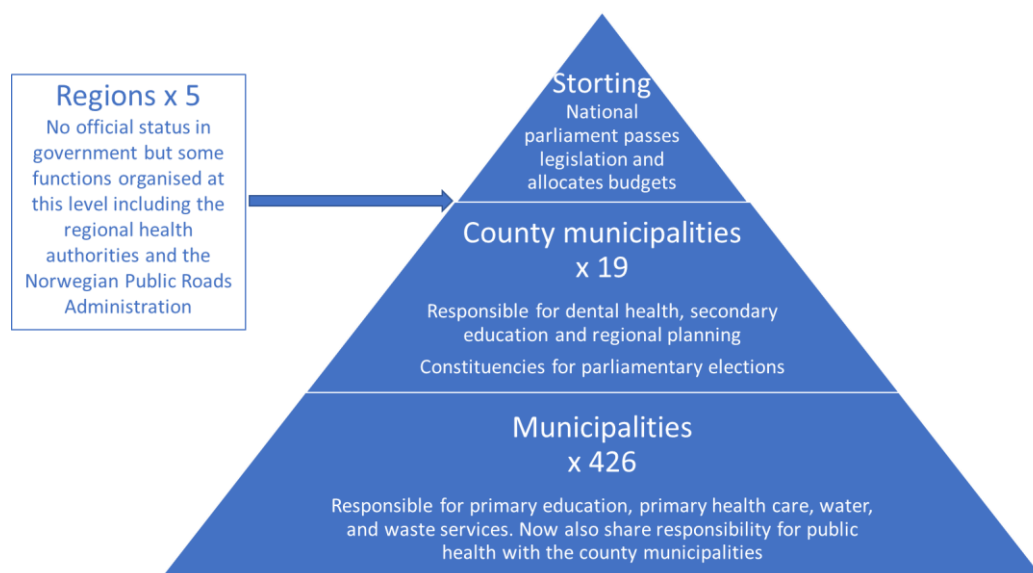 Regions x 5
No official status in
government but some
functions organised at
this level including the
regional health
authorities and the
Norwegian Public Roads
Administration
Storting
National
parliament passes
legislation and
allocates budgets
County municipalities
x 19
Responsible for dental health, secondary
education and regional planning
Constituencies for parliamentary elections
Municipalities
x 426
Responsible for primary education, primary health care, water,
and waste services. Now also share responsibility for public
health with the county municipalities